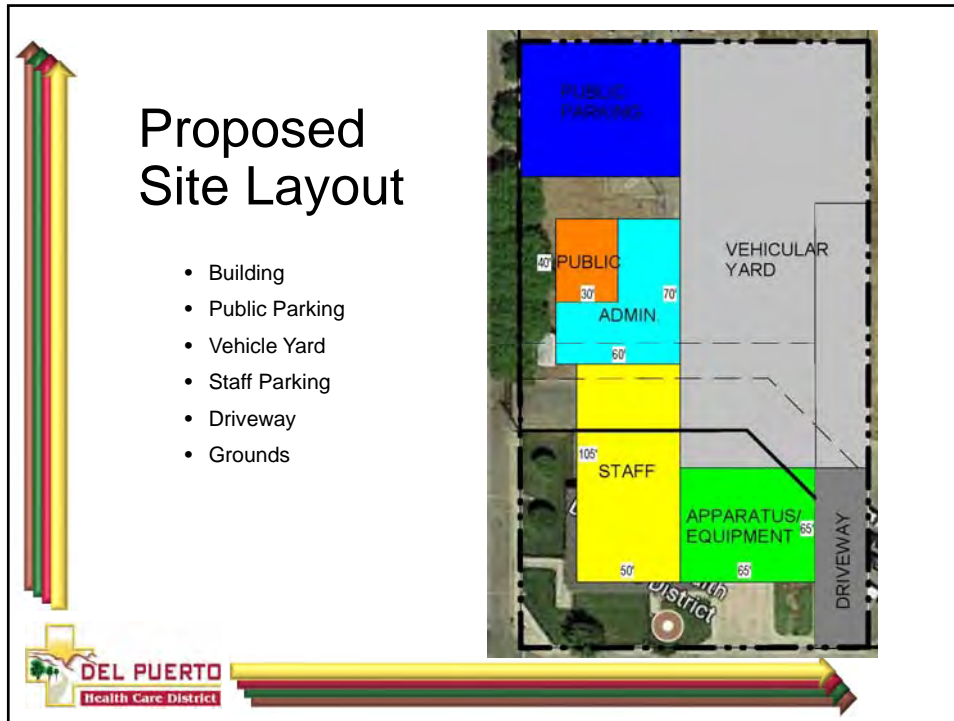 Proposed
Site Layout
• Building
• Public Parking
• Vehicle Yard
• Staff Parking
• Driveway
• Grounds
PUBLIC
PARKING
VEHICULAR
YARD
40'
PUBLIC
30'
70'
ADMIN.
60'
105'
STAFF
50'
APPARATUS/
EQUIPMENT
65'
65'
DRIVEWAY
District
DEL PUERTO
Health Care District